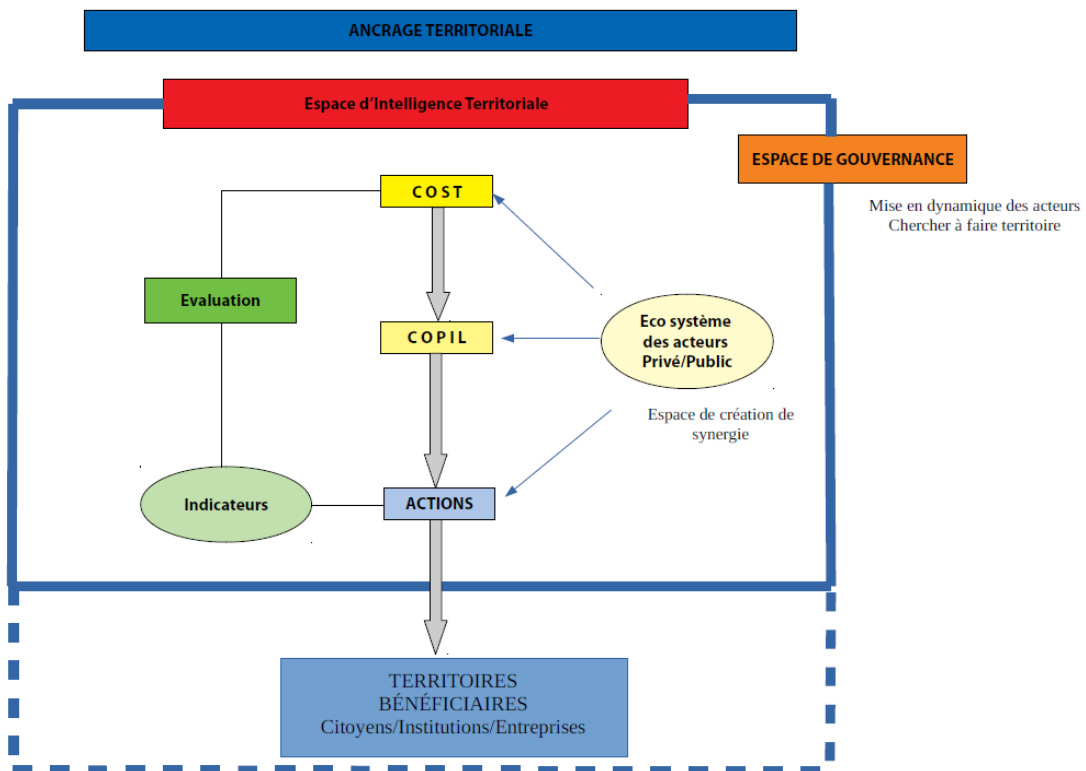 ANCRAGE TERRITORIALE
Espace d'Intelligence Territoriale
ESPACE DE GOUVERNANCE
Mise en dynamique des acteurs
Chercher à faire territoire
COST
Evaluation
COPIL
Eco système
des acteurs
Privé/Public
Espace de création de
synergie
Indicateurs
ACTIONS
TERRITOIRES
BÉNÉFICIAIRES
Citoyens/Institutions/Entreprises